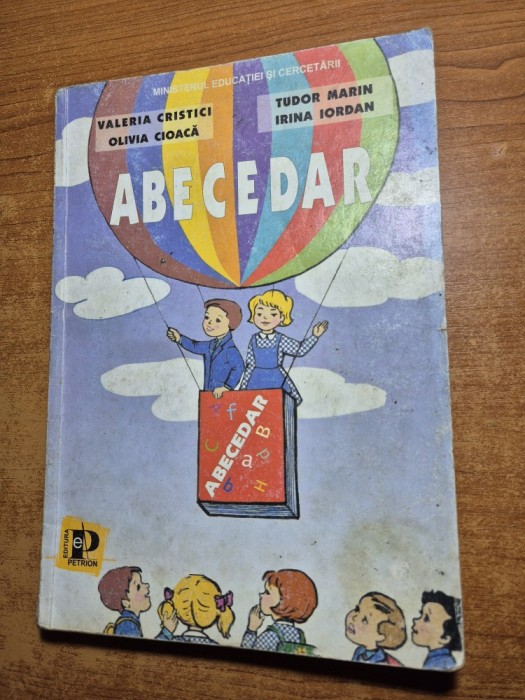 MINISTERUL EDUCAȚIEI ȘI CERCETĂRII
VALERIA CRISTICI
OLIVIA CIOACĂ
TUDOR MARIN
IRINA IORDAN
ABECEDAR
f
C
B
a
b
H
ABECEDAR
EDITURA
PETRION